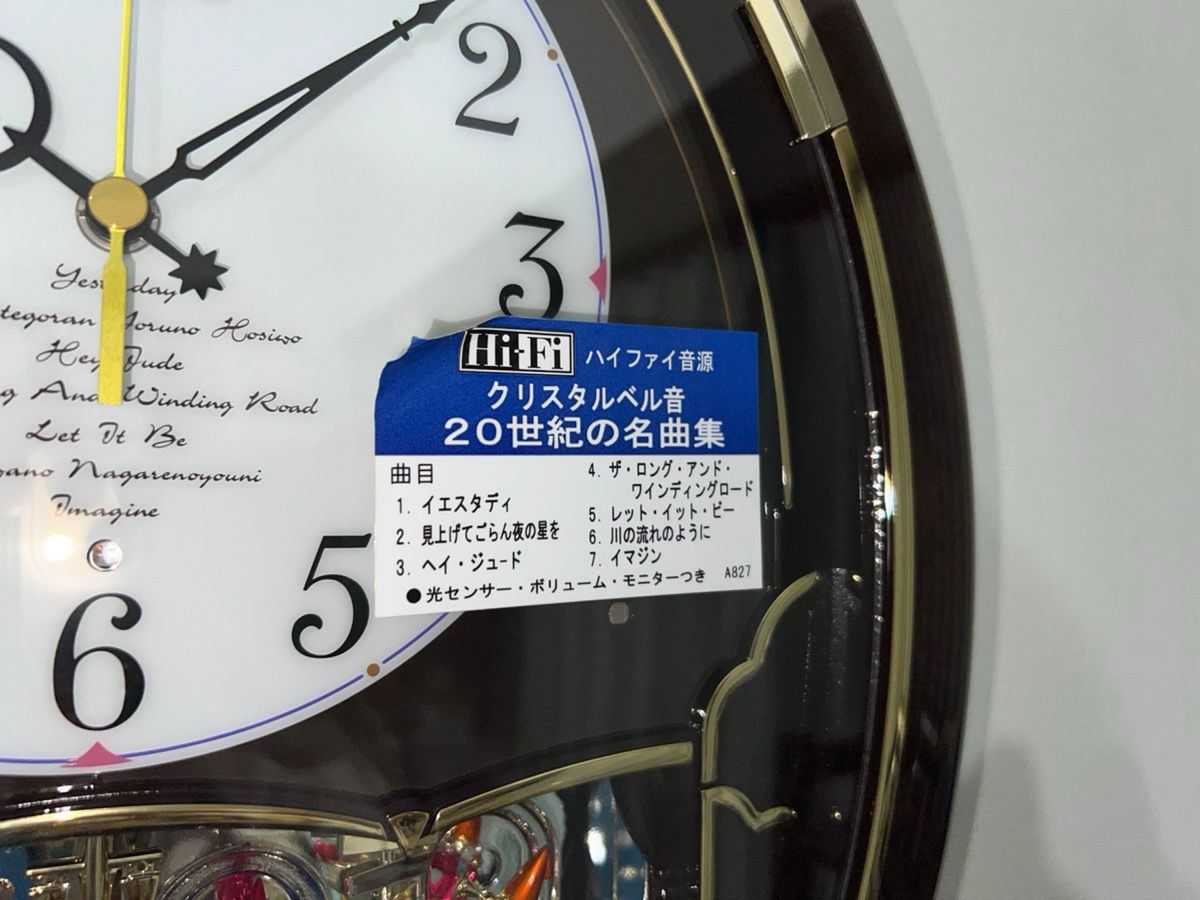 2
3
5
6
Yesterday
tegoran Yoruno Hosiwo
Hey Jude
g And Winding Road
Let It Be
Nagarenoyouni
Imagine
Hi-Fi ハイファイ音源
クリスタルベル音
20世紀の名曲集
曲目
1. イエスタディ
2. 見上げてごらん夜の星を
3. ヘイ・ジュード
4. ザ・ロング・アンド・
ワインディングロード
5. レット・イット・ビー
6. 川の流れのように
7. イマジン
●光センサー・ボリューム・モニターつき A827